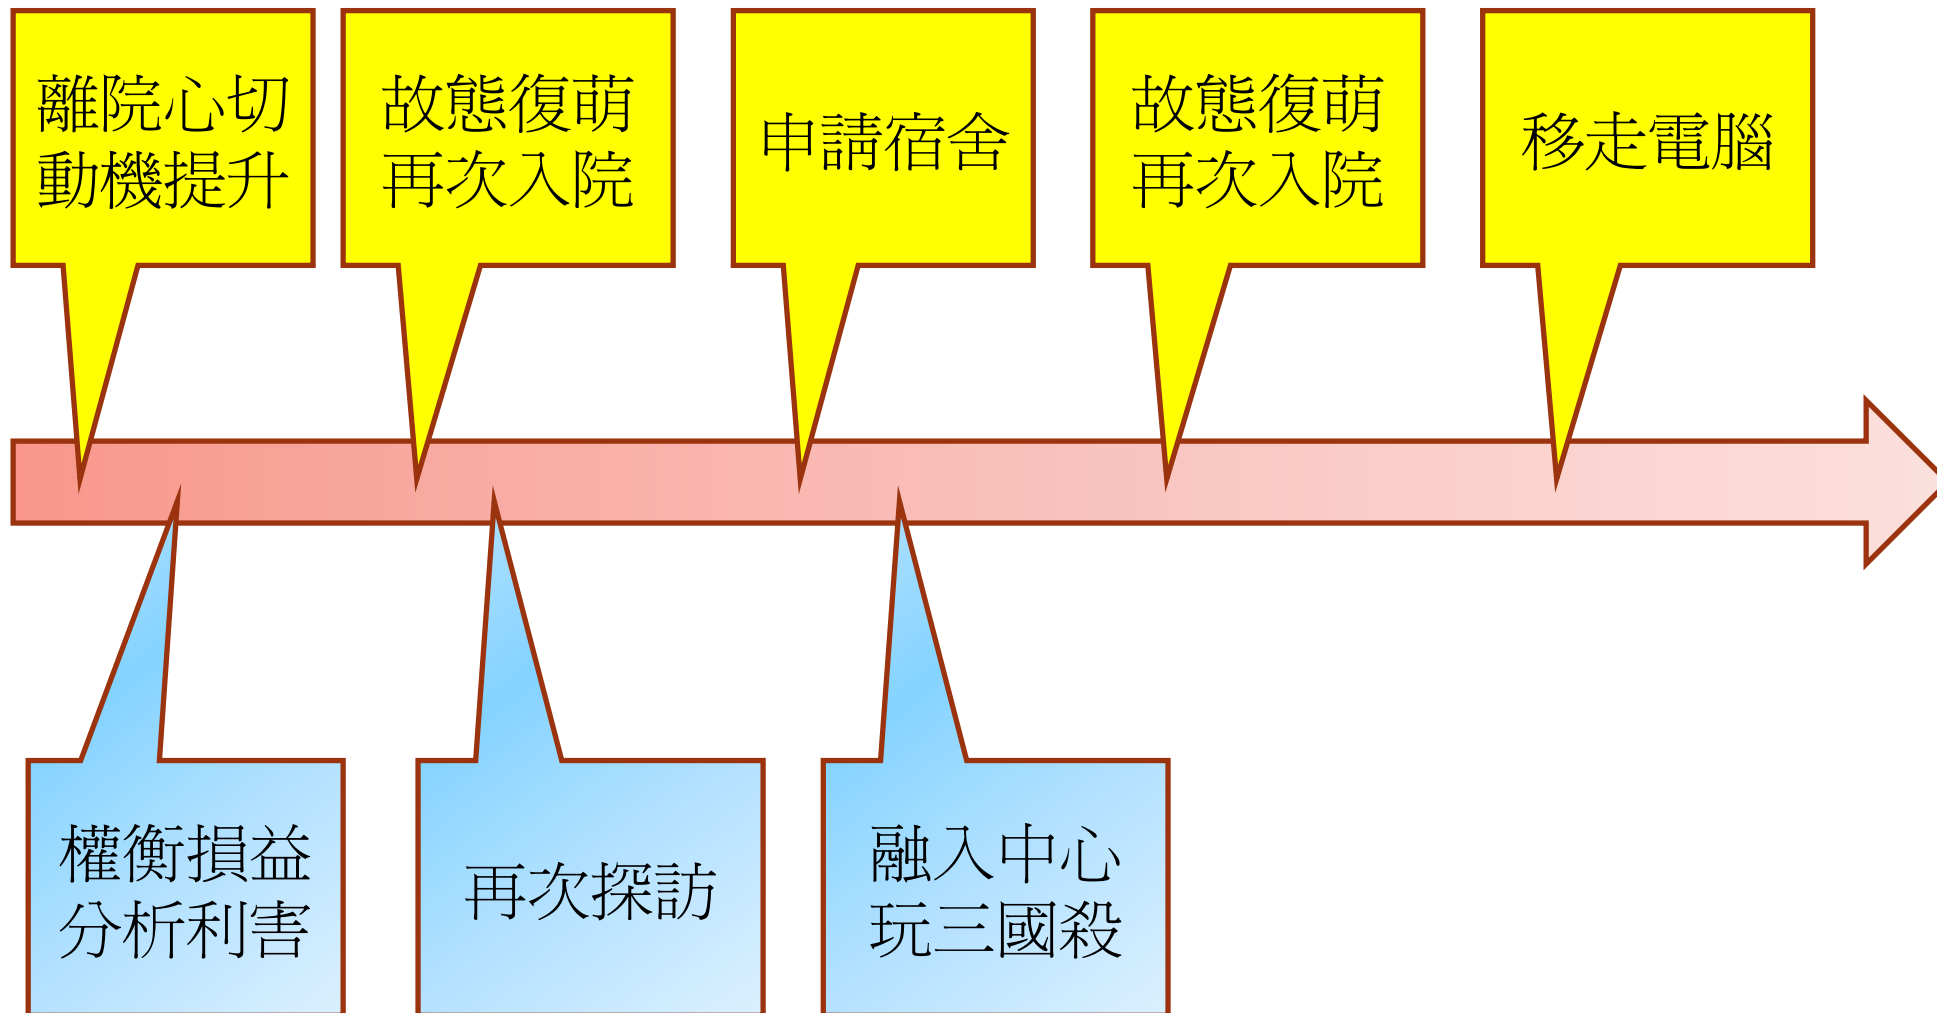 離院心切
動機提升
故態復萌
再次入院
申請宿舍
故態復萌
再次入院
移走電腦
權衡損益
分析利害
再次探訪
融入中心
玩三國殺